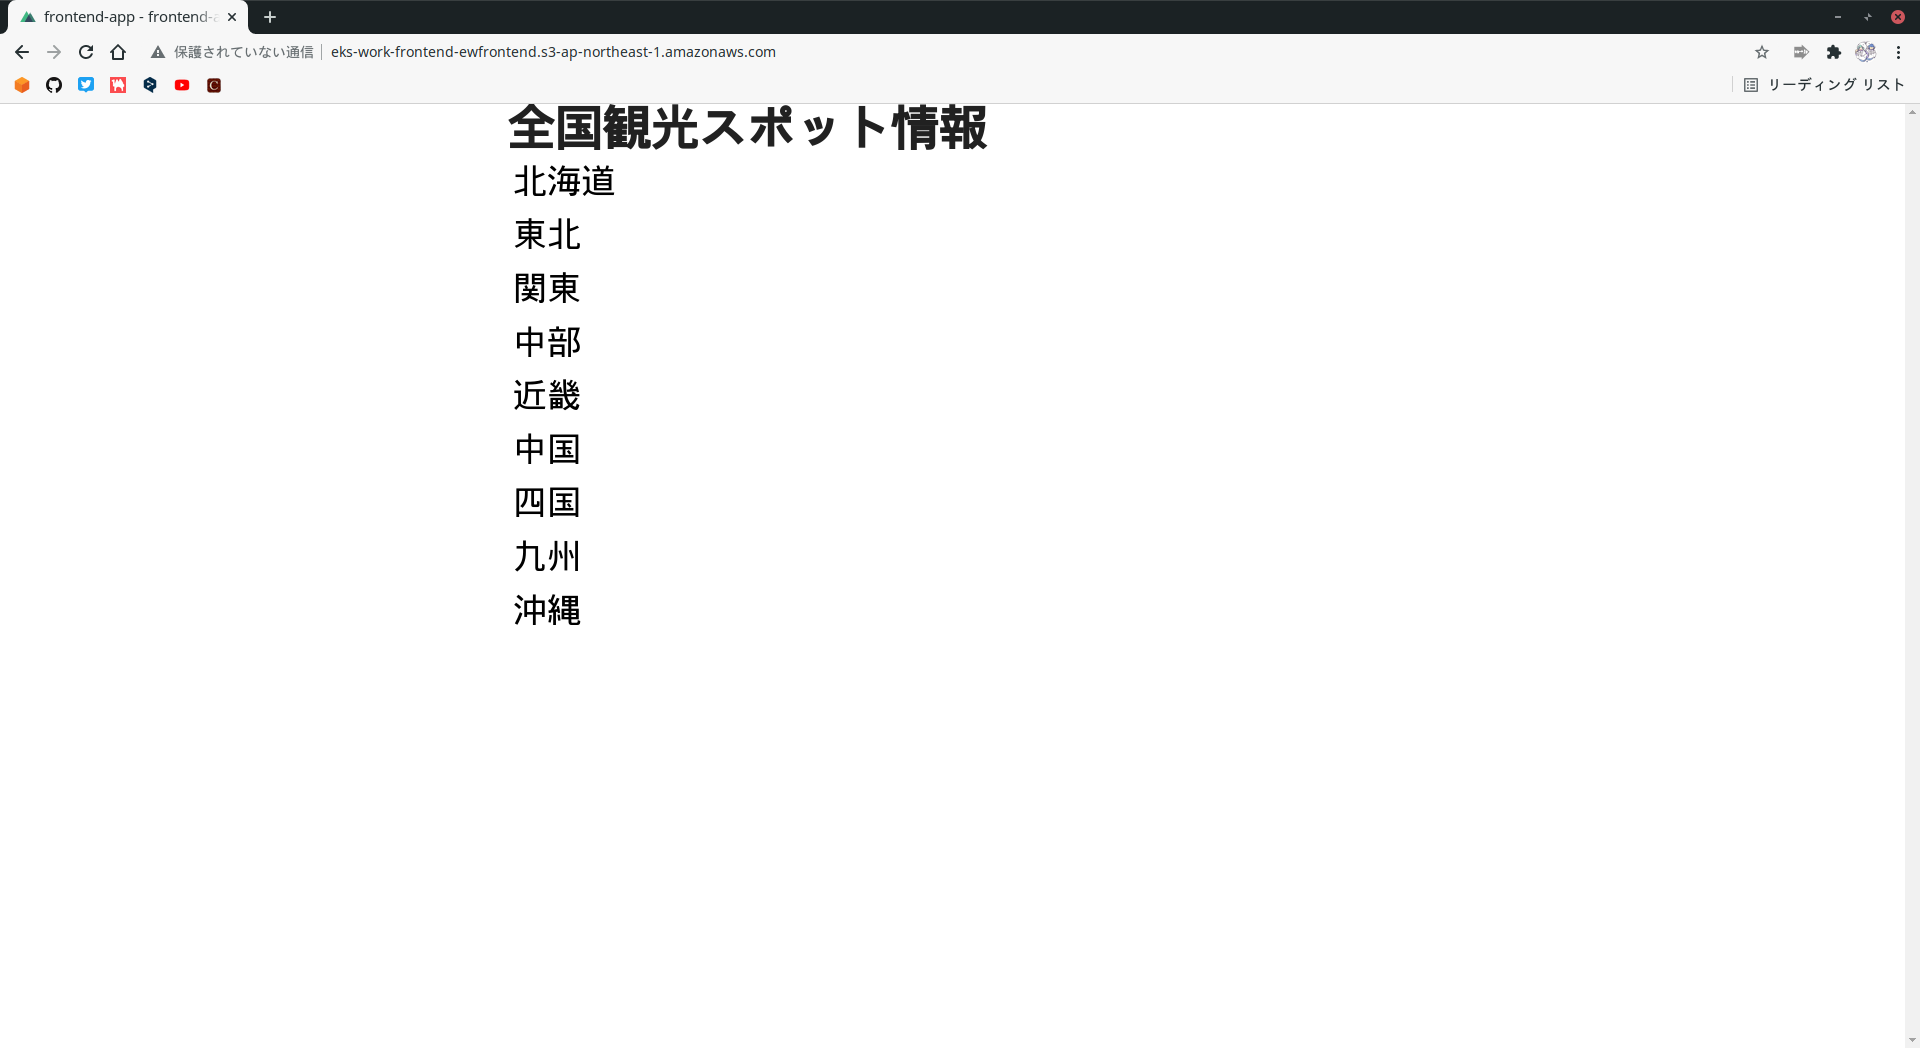 frontend-app - frontend-a
保護されていない通信 eks-work-frontend-ewfrontend.s3-ap-northeast-1.amazonaws.com
リーディング リスト
全国観光スポット情報
北海道
東北
関東
中部
近畿
中国
四国
九州
沖縄